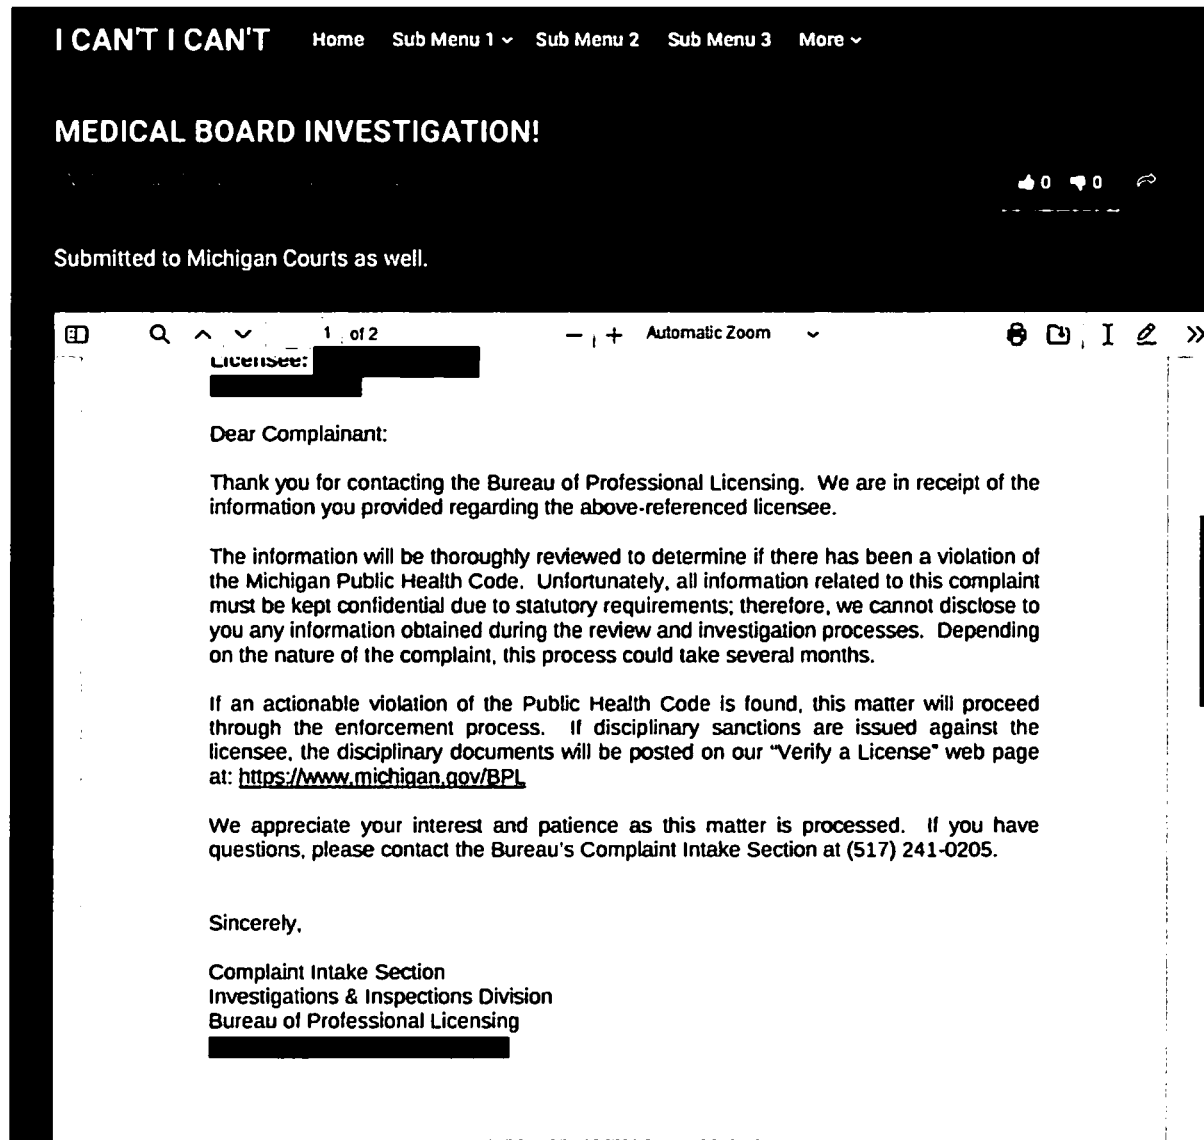 I CAN'T I CAN'T Home Sub Menu 1 Sub Menu 2 Sub Menu 3 More
MEDICAL BOARD INVESTIGATION!
0 0
Submitted to Michigan Courts as well.
1 of 2 Automatic Zoom
Licensee:
Dear Complainant:
Thank you for contacting the Bureau of Professional Licensing. We are in receipt of the
information you provided regarding the above-referenced licensee.
The information will be thoroughly reviewed to determine if there has been a violation of
the Michigan Public Health Code. Unfortunately, all information related to this complaint
must be kept confidential due to statutory requirements; therefore, we cannot disclose to
you any information obtained during the review and investigation processes. Depending
on the nature of the complaint, this process could take several months.
If an actionable violation of the Public Health Code is found, this matter will proceed
through the enforcement process. If disciplinary sanctions are issued against the
licensee, the disciplinary documents will be posted on our "Verify a License" web page
at: https://www.michigan.gov/BPL
We appreciate your interest and patience as this matter is processed. If you have
questions, please contact the Bureau's Complaint Intake Section at (517) 241-0205.
Sincerely,
Complaint Intake Section
Investigations & Inspections Division
Bureau of Professional Licensing